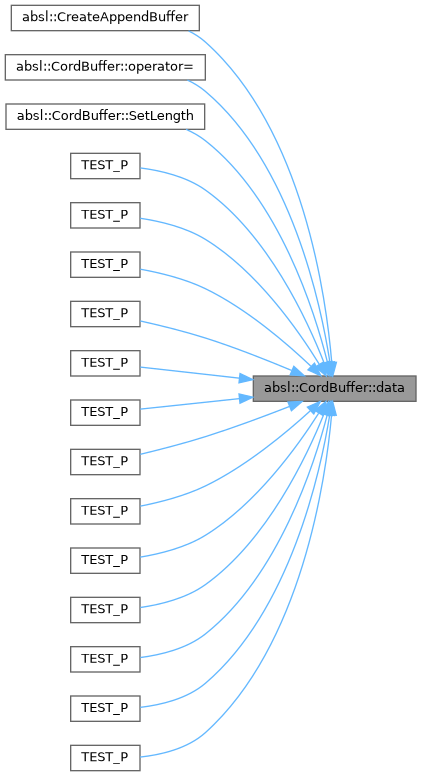 absl::CreateAppendBuffer
absl::CordBuffer::operator=
absl::CordBuffer::SetLength
TEST_P
TEST_P
TEST_P
TEST_P
TEST_P
absl::CordBuffer::data
TEST_P
TEST_P
TEST_P
TEST_P
TEST_P
TEST_P
TEST_P
TEST_P